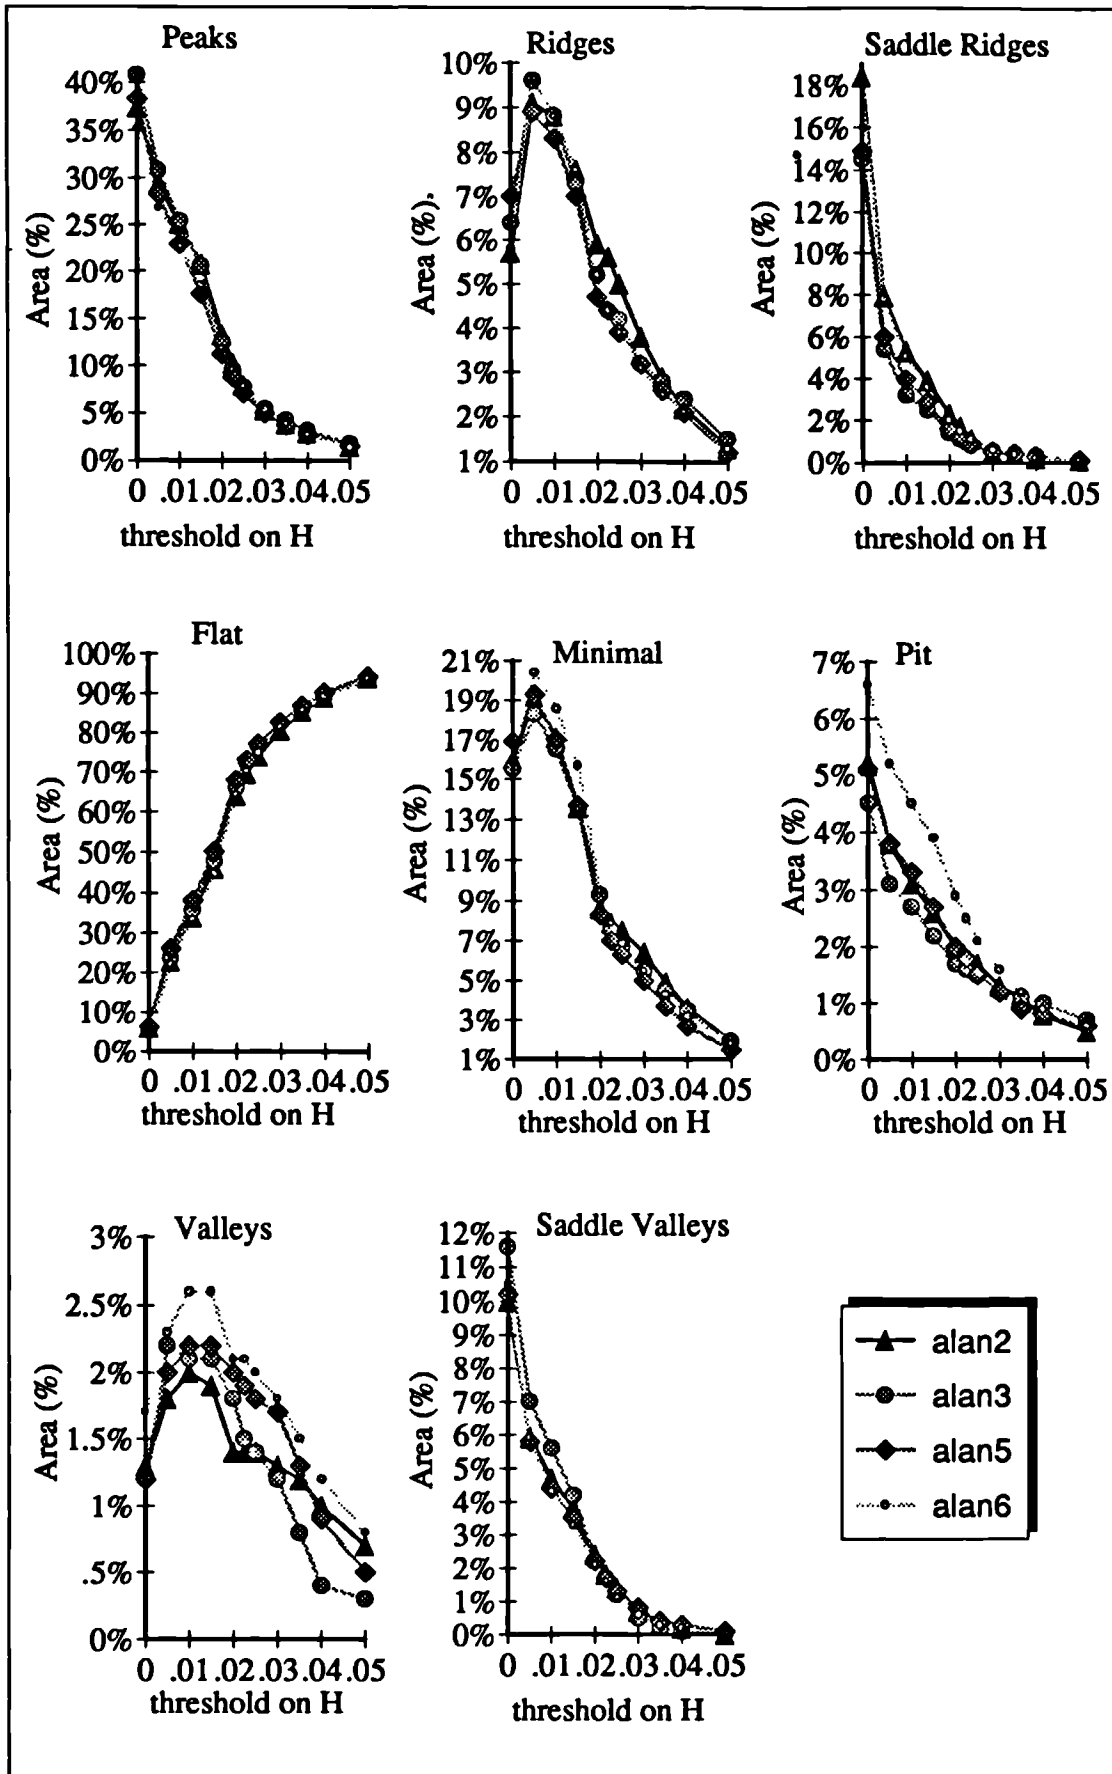 Peaks
40%
35%
30%
25%
20%
15%
10%
5%
0%
Area (%)
0 .01 .02 .03 .04 .05
threshold on H
Ridges
10%
9%
8%
7%
6%
5%
4%
3%
2%
1%
Area (%)
0 .01 .02 .03 .04 .05
threshold on H
Saddle Ridges
18%
16%
14%
12%
10%
8%
6%
4%
2%
0%
Area (%)
0 .01 .02 .03 .04 .05
threshold on H
Flat
100%
90%
80%
70%
60%
50%
40%
30%
20%
10%
0%
Area (%)
0 .01 .02 .03 .04 .05
threshold on H
Minimal
21%
19%
17%
15%
13%
11%
9%
7%
5%
3%
1%
Area (%)
0 .01 .02 .03 .04 .05
threshold on H
Pit
7%
6%
5%
4%
3%
2%
1%
0%
Area (%)
0 .01 .02 .03 .04 .05
threshold on H
Valleys
3%
2.5%
2%
1.5%
1%
.5%
0%
Area (%)
0 .01 .02 .03 .04 .05
threshold on H
Saddle Valleys
12%
11%
10%
9%
8%
7%
6%
5%
4%
3%
2%
1%
0%
Area (%)
0 .01 .02 .03 .04 .05
threshold on H
alan2
alan3
alan5
alan6